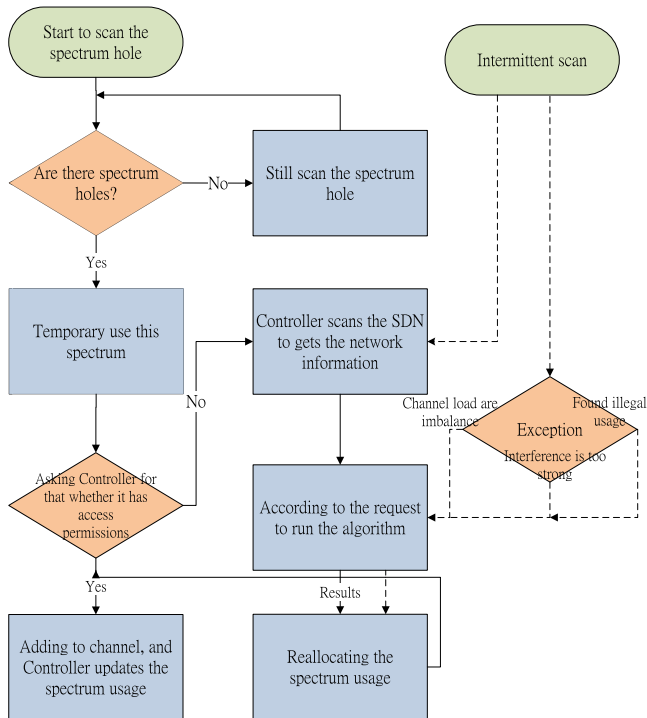 Start to scan the
spectrum hole
Intermittent scan
Are there spectrum
holes?
No
Still scan the spectrum
hole
Yes
Temporary use this
spectrum
Controller scans the SDN
to gets the network
information
No
Channel load are
imbalance
Found illegal
usage
Exception
Interference is too
strong
Asking Controller for
that whether it has
access
permissions
According to the request
to run the algorithm
Yes
Results
Adding to channel, and
Controller updates the
spectrum usage
Reallocating the
spectrum usage